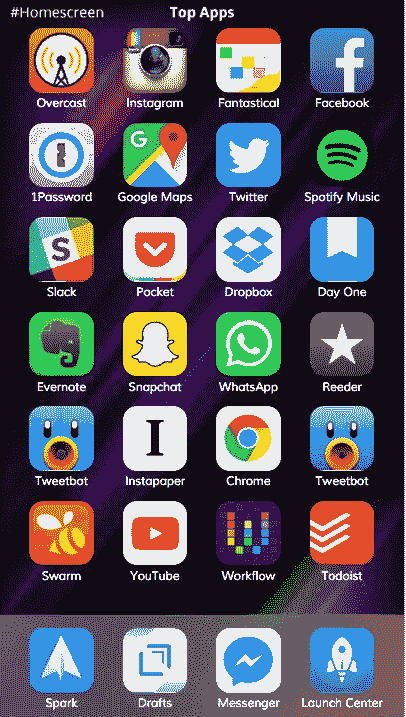 #Homescreen Top Apps
Overcast Instagram Fantastical Facebook
1Password Google Maps Twitter Spotify Music
Slack Pocket Dropbox Day One
Evernote Snapchat WhatsApp Reeder
Tweetbot Instapaper Chrome Tweetbot
Swarm YouTube Workflow Todoist
Spark Drafts Messenger Launch Center